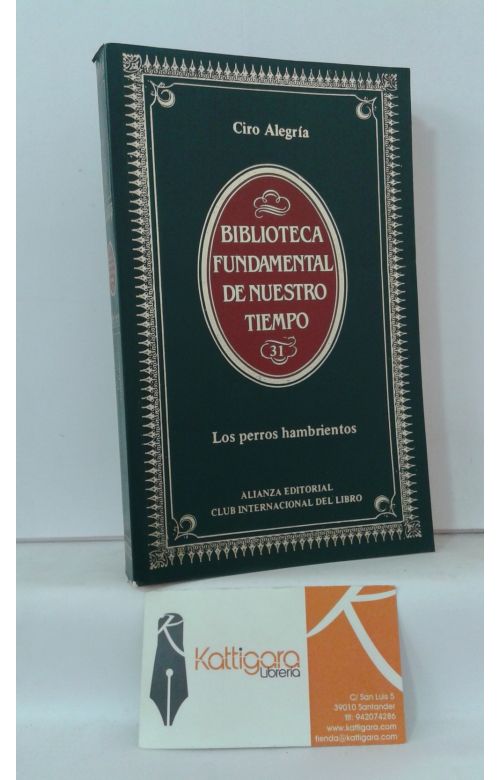 Ciro Alegría
BIBLIOTECA
FUNDAMENTAL
DE NUESTRO
TIEMPO
31
Los perros hambrientos
ALIANZA EDITORIAL
CLUB INTERNACIONAL DEL LIBRO
Kattigara
Librería
C/ San Luis 5
39010 Santander
tlf: 942074286
www.kattigara.com
tienda@kattigara.com